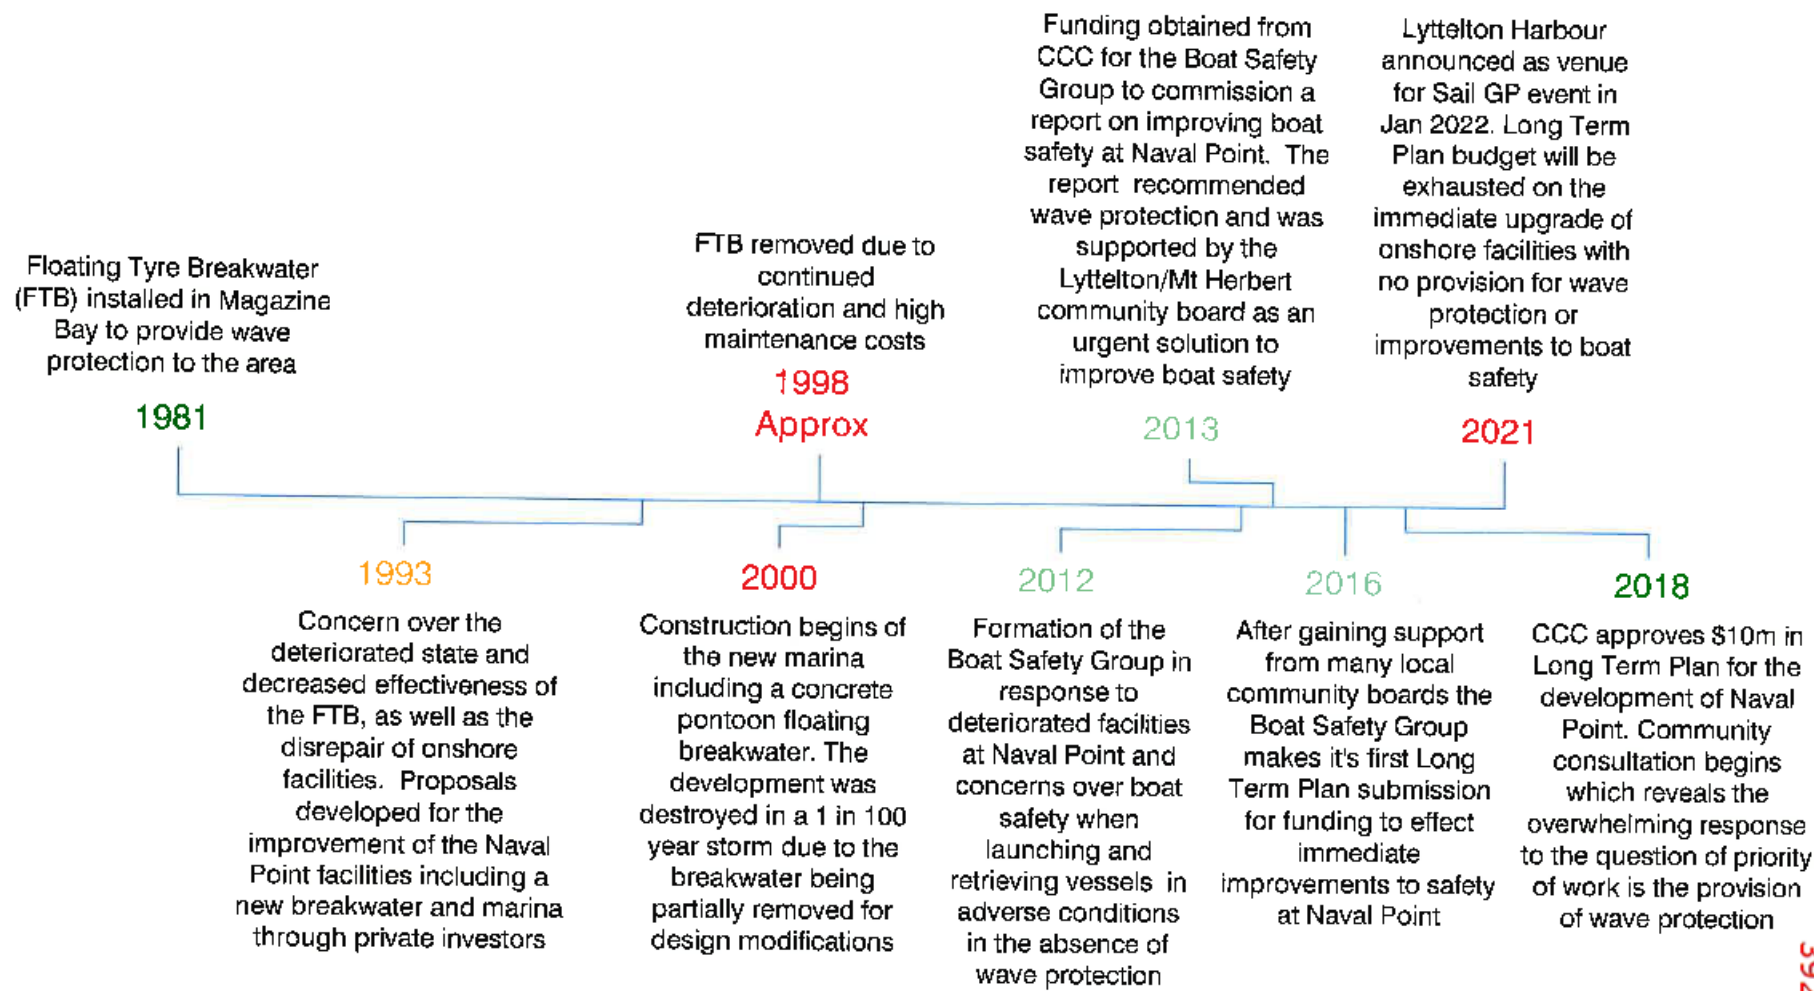 Floating Tyre Breakwater
(FTB) installed in Magazine
Bay to provide wave
protection to the area
1981
FTB removed due to
continued
deterioration and high
maintenance costs
1998
Approx
Funding obtained from
CCC for the Boat Safety
Group to commission a
report on improving boat
safety at Naval Point. The
report recommended
wave protection and was
supported by the
Lyttelton/Mt Herbert
community board as an
urgent solution to
improve boat safety
2013
Lyttelton Harbour
announced as venue
for Sail GP event in
Jan 2022. Long Term
Plan budget will be
exhausted on the
immediate upgrade of
onshore facilities with
no provision for wave
protection or
improvements to boat
safety
2021
1993
Concern over the
deteriorated state and
decreased effectiveness of
the FTB, as well as the
disrepair of onshore
facilities. Proposals
developed for the
improvement of the Naval
Point facilities including a
new breakwater and marina
through private investors
2000
Construction begins of
the new marina
including a concrete
pontoon floating
breakwater. The
development was
destroyed in a 1 in 100
year storm due to the
breakwater being
partially removed for
design modifications
2012
Formation of the
Boat Safety Group in
response to
deteriorated facilities
at Naval Point and
concerns over boat
safety when
launching and
retrieving vessels in
adverse conditions
in the absence of
wave protection
2016
After gaining support
from many local
community boards the
Boat Safety Group
makes it's first Long
Term Plan submission
for funding to effect
immediate
improvements to safety
at Naval Point
2018
CCC approves $10m in
Long Term Plan for the
development of Naval
Point. Community
consultation begins
which reveals the
overwhelming response
to the question of priority
of work is the provision
of wave protection